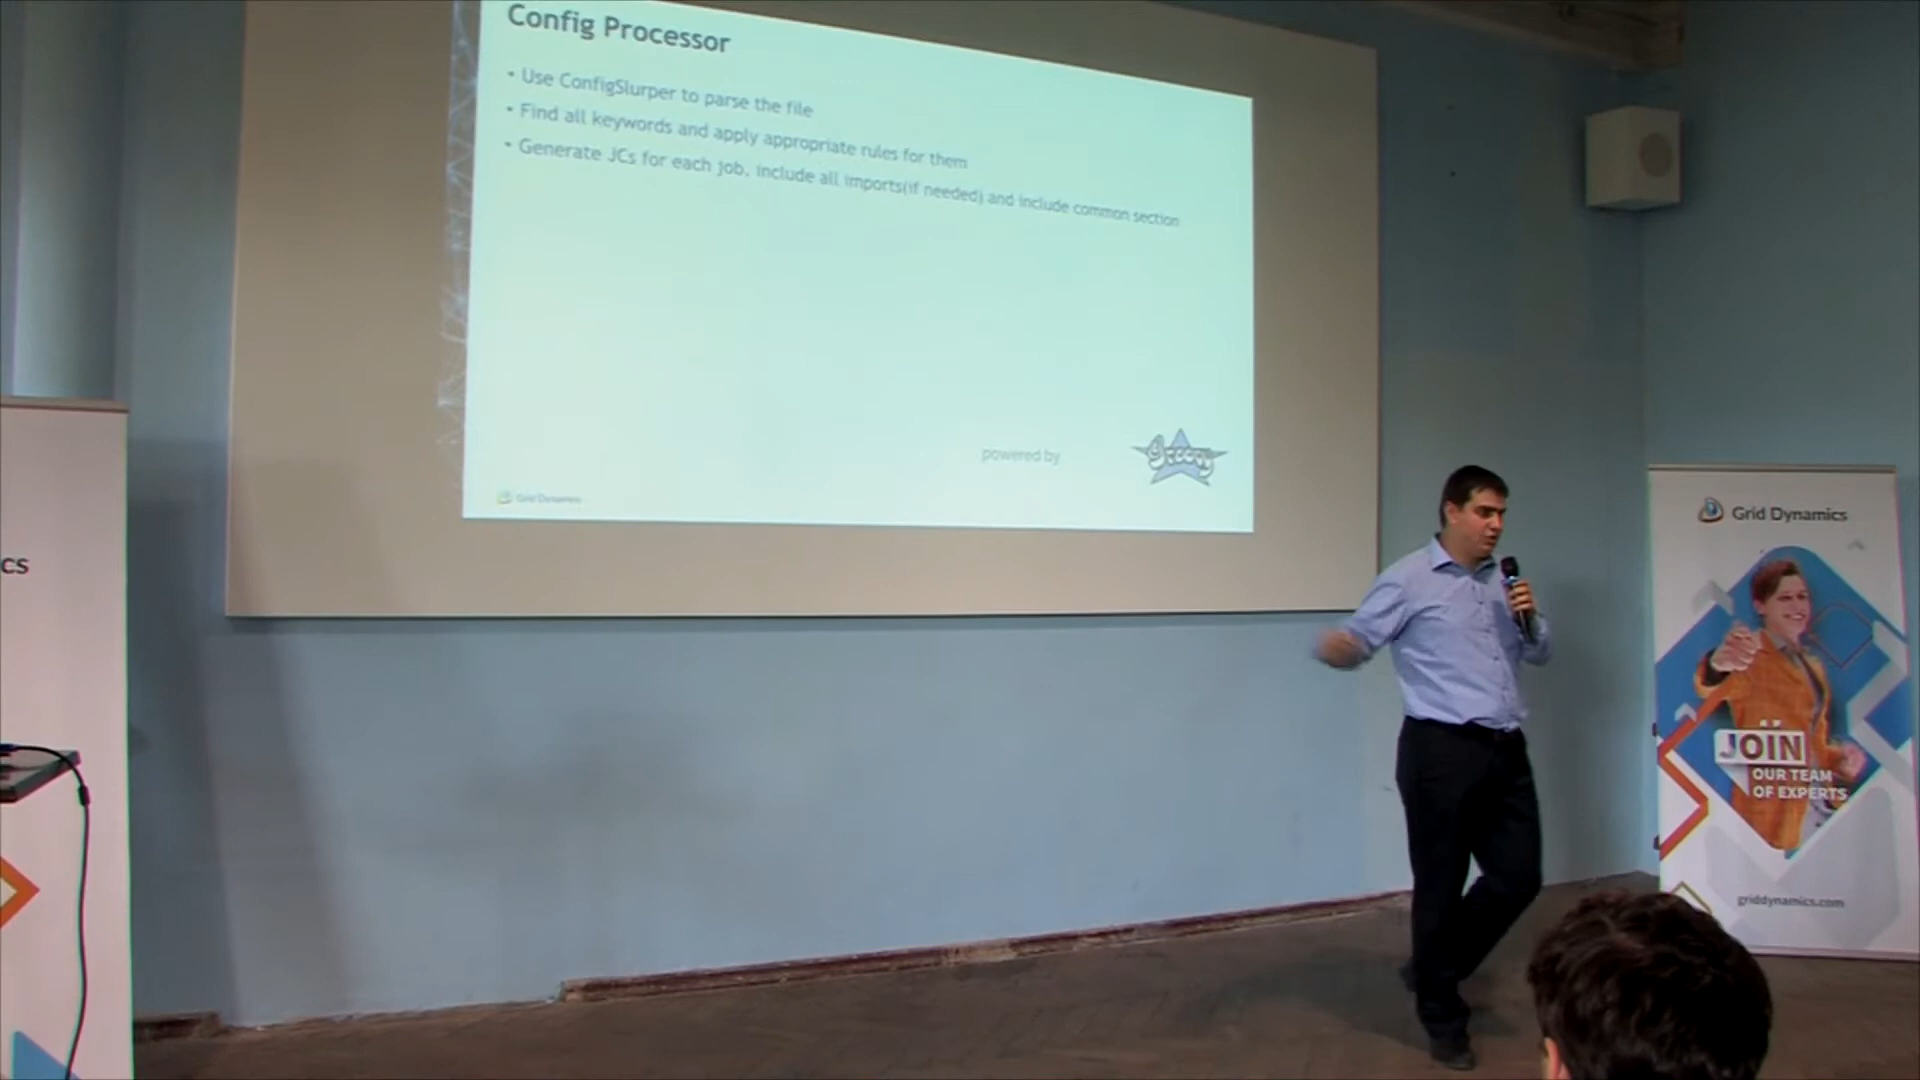 Config Processor
• Use ConfigSlurper to parse the file
• Find all keywords and apply appropriate rules for them
• Generate JCs for each job, include all imports(if needed) and include common section
powered by
Groovy
Grid Dynamics
cs
Grid Dynamics
JOIN
OUR TEAM
OF EXPERTS
griddynamics.com